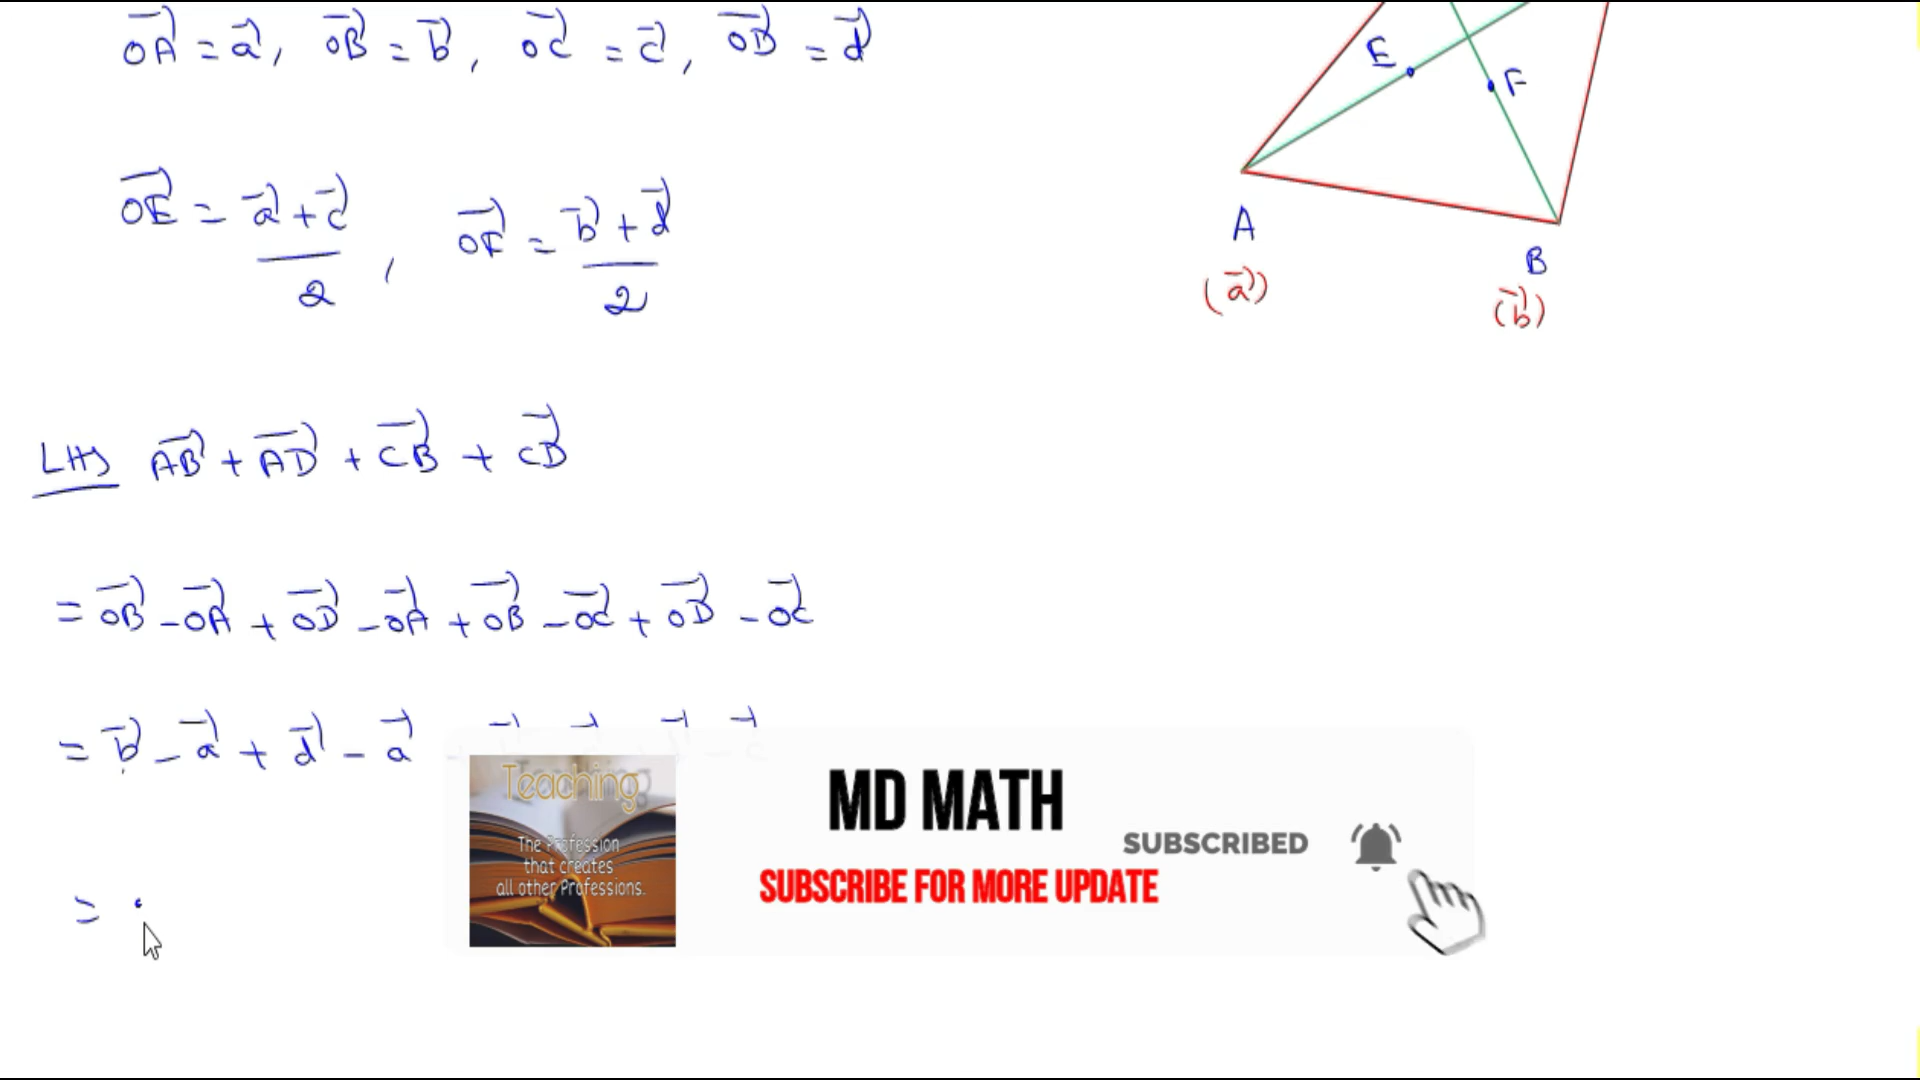 OA⃗ = a⃗, OB⃗ = b⃗, OC⃗ = c⃗, OD⃗ = d⃗
E
F
OE⃗ = (a⃗ + c⃗)/2, OF⃗ = (b⃗ + d⃗)/2
A
B
(a⃗)
(b⃗)
LHS AB⃗ + AD⃗ + CB⃗ + CD⃗
= OB⃗ - OA⃗ + OD⃗ - OA⃗ + OB⃗ - OC⃗ + OD⃗ - OC⃗
= b⃗ - a⃗ + d⃗ - a⃗
=
Teaching
The Profession
that creates
all other Professions.
MD MATH
SUBSCRIBED
SUBSCRIBE FOR MORE UPDATE